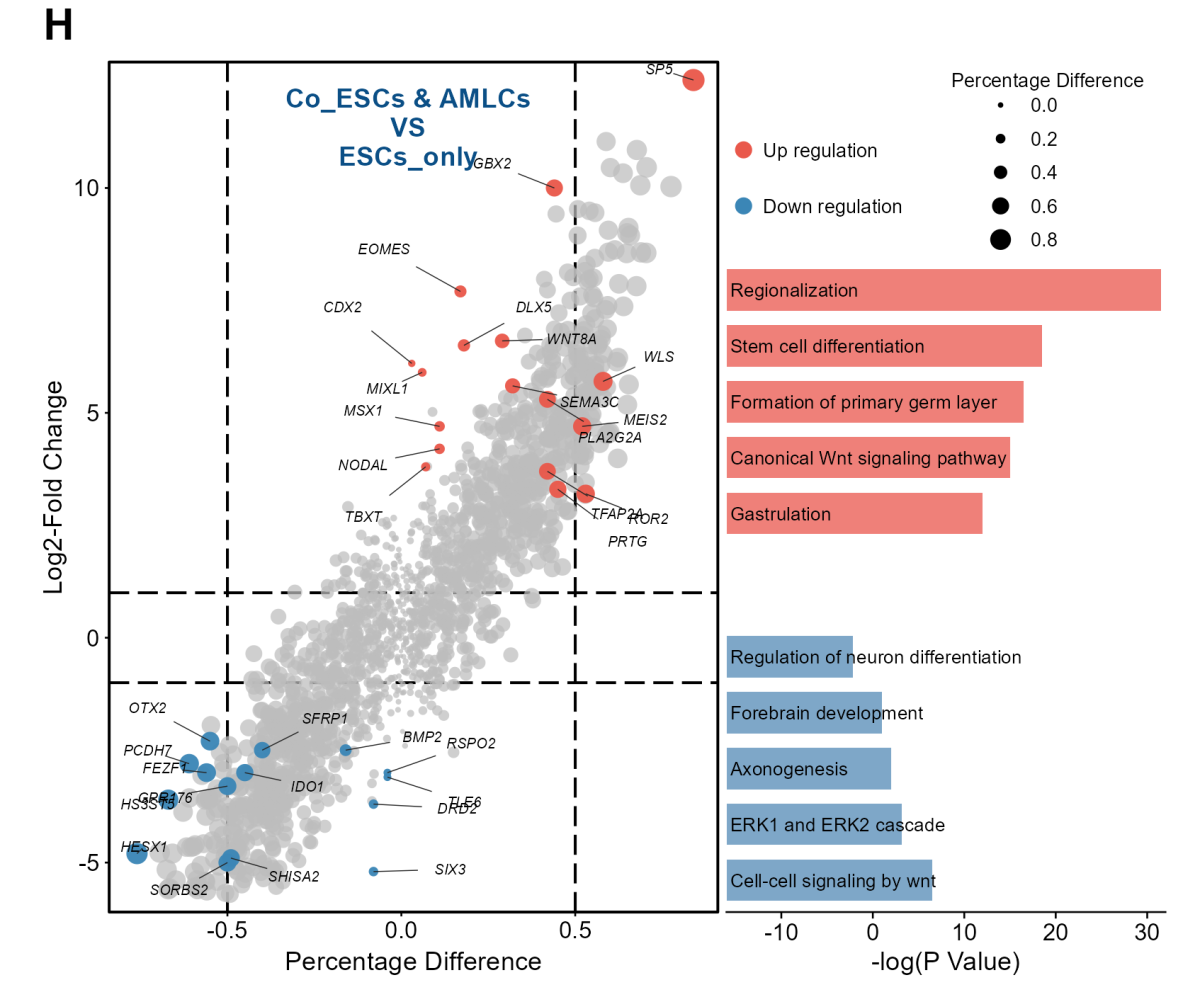 H
Co_ESCs & AMLCs
VS
ESCs_only
SP5
GBX2
EOMES
CDX2
DLX5
WNT8A
WLS
MIXL1
SEMA3C
MSX1
MEIS2
PLA2G2A
NODAL
TBXT
TFAP2A
ROR2
PRTG
OTX2
SFRP1
BMP2
RSPO2
PCDH7
FEZF1
IDO1
GPR176
HS3ST5
TLE6
DRD2
HESX1
SORBS2
SHISA2
SIX3
10
5
0
-5
Log2-Fold Change
-0.5
0.0
0.5
Percentage Difference
Up regulation
Down regulation
Percentage Difference
0.0
0.2
0.4
0.6
0.8
Regionalization
Stem cell differentiation
Formation of primary germ layer
Canonical Wnt signaling pathway
Gastrulation
Regulation of neuron differentiation
Forebrain development
Axonogenesis
ERK1 and ERK2 cascade
Cell-cell signaling by wnt
-10
0
10
20
30
-log(P Value)